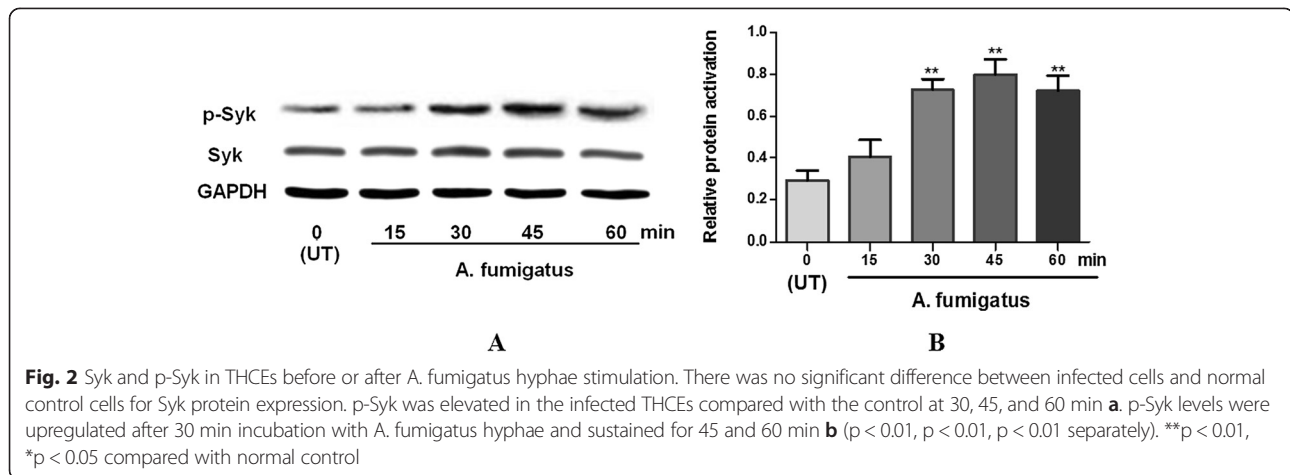 p-Syk
Syk
GAPDH
0 15 30 45 60 min
(UT)
A. fumigatus
A
Relative protein activation
1.0
0.8
0.6
0.4
0.2
0.0
** ** **
0 15 30 45 60 min
(UT)
A. fumigatus
B
Fig. 2 Syk and p-Syk in THCEs before or after A. fumigatus hyphae stimulation. There was no significant difference between infected cells and normal
control cells for Syk protein expression. p-Syk was elevated in the infected THCEs compared with the control at 30, 45, and 60 min a. p-Syk levels were
upregulated after 30 min incubation with A. fumigatus hyphae and sustained for 45 and 60 min b (p < 0.01, p < 0.01, p < 0.01 separately). **p < 0.01,
*p < 0.05 compared with normal control